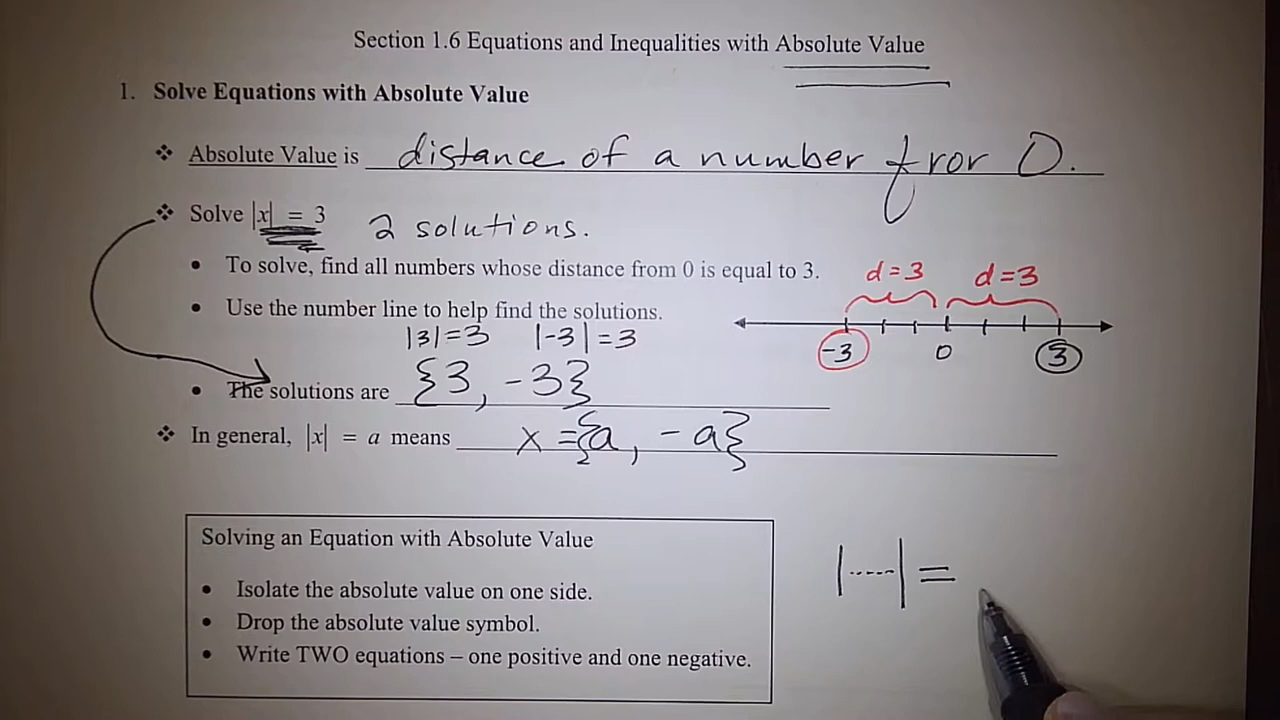 Section 1.6 Equations and Inequalities with Absolute Value
1. Solve Equations with Absolute Value
❖ Absolute Value is distance of a number fror 0.
❖ Solve |x| = 3 2 solutions.
• To solve, find all numbers whose distance from 0 is equal to 3.
d=3 d=3
• Use the number line to help find the solutions.
|3|=3 |-3|=3
-3 0 3
• The solutions are {3, -3}
❖ In general, |x| = a means x={a, -a}
Solving an Equation with Absolute Value
• Isolate the absolute value on one side.
• Drop the absolute value symbol.
• Write TWO equations – one positive and one negative.
|-----| =